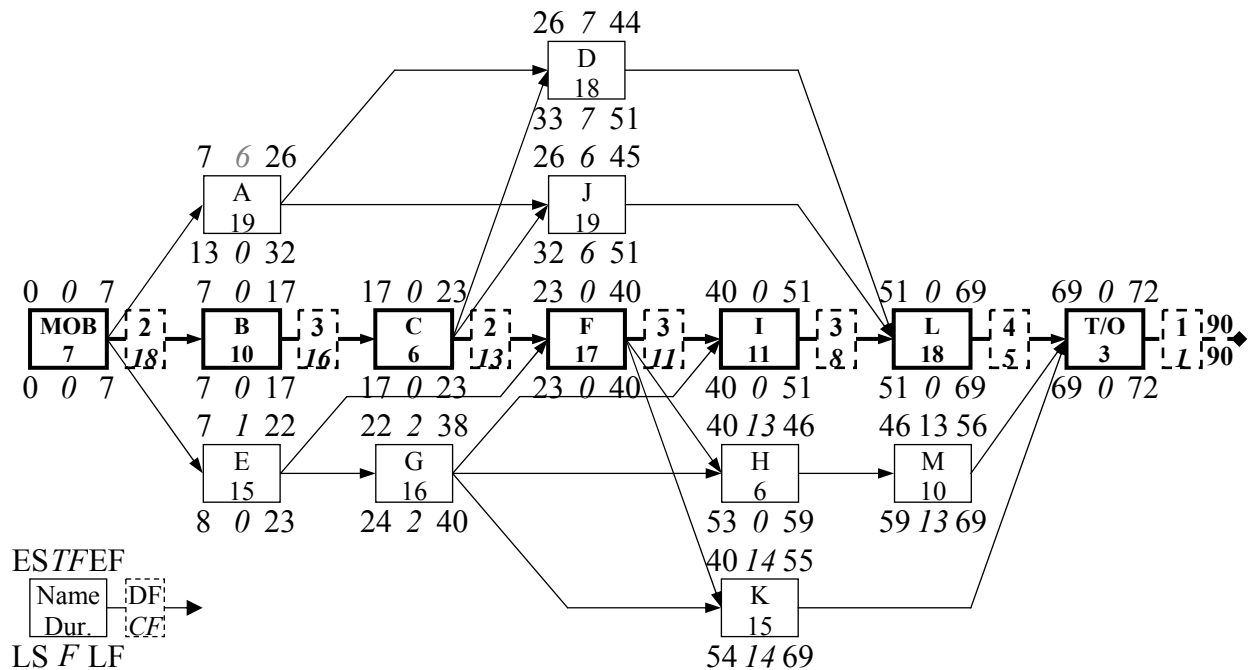 26 7 44
D
18
33 7 51
7 6 26
A
19
13 0 32
26 6 45
J
19
32 6 51
0 0 7
MOB
7
0 0 7
2
18
7 0 17
B
10
7 0 17
3
16
17 0 23
C
6
17 0 23
2
13
23 0 40
F
17
23 0 40
3
11
40 0 51
I
11
40 0 51
3
8
51 0 69
L
18
51 0 69
4
5
69 0 72
T/O
3
69 0 72
1
1
90
90
7 1 22
E
15
8 0 23
22 2 38
G
16
24 2 40
40 13 46
H
6
53 0 59
46 13 56
M
10
59 13 69
40 14 55
K
15
54 14 69
ES TF EF
Name
Dur.
DF
CF
LS F LF